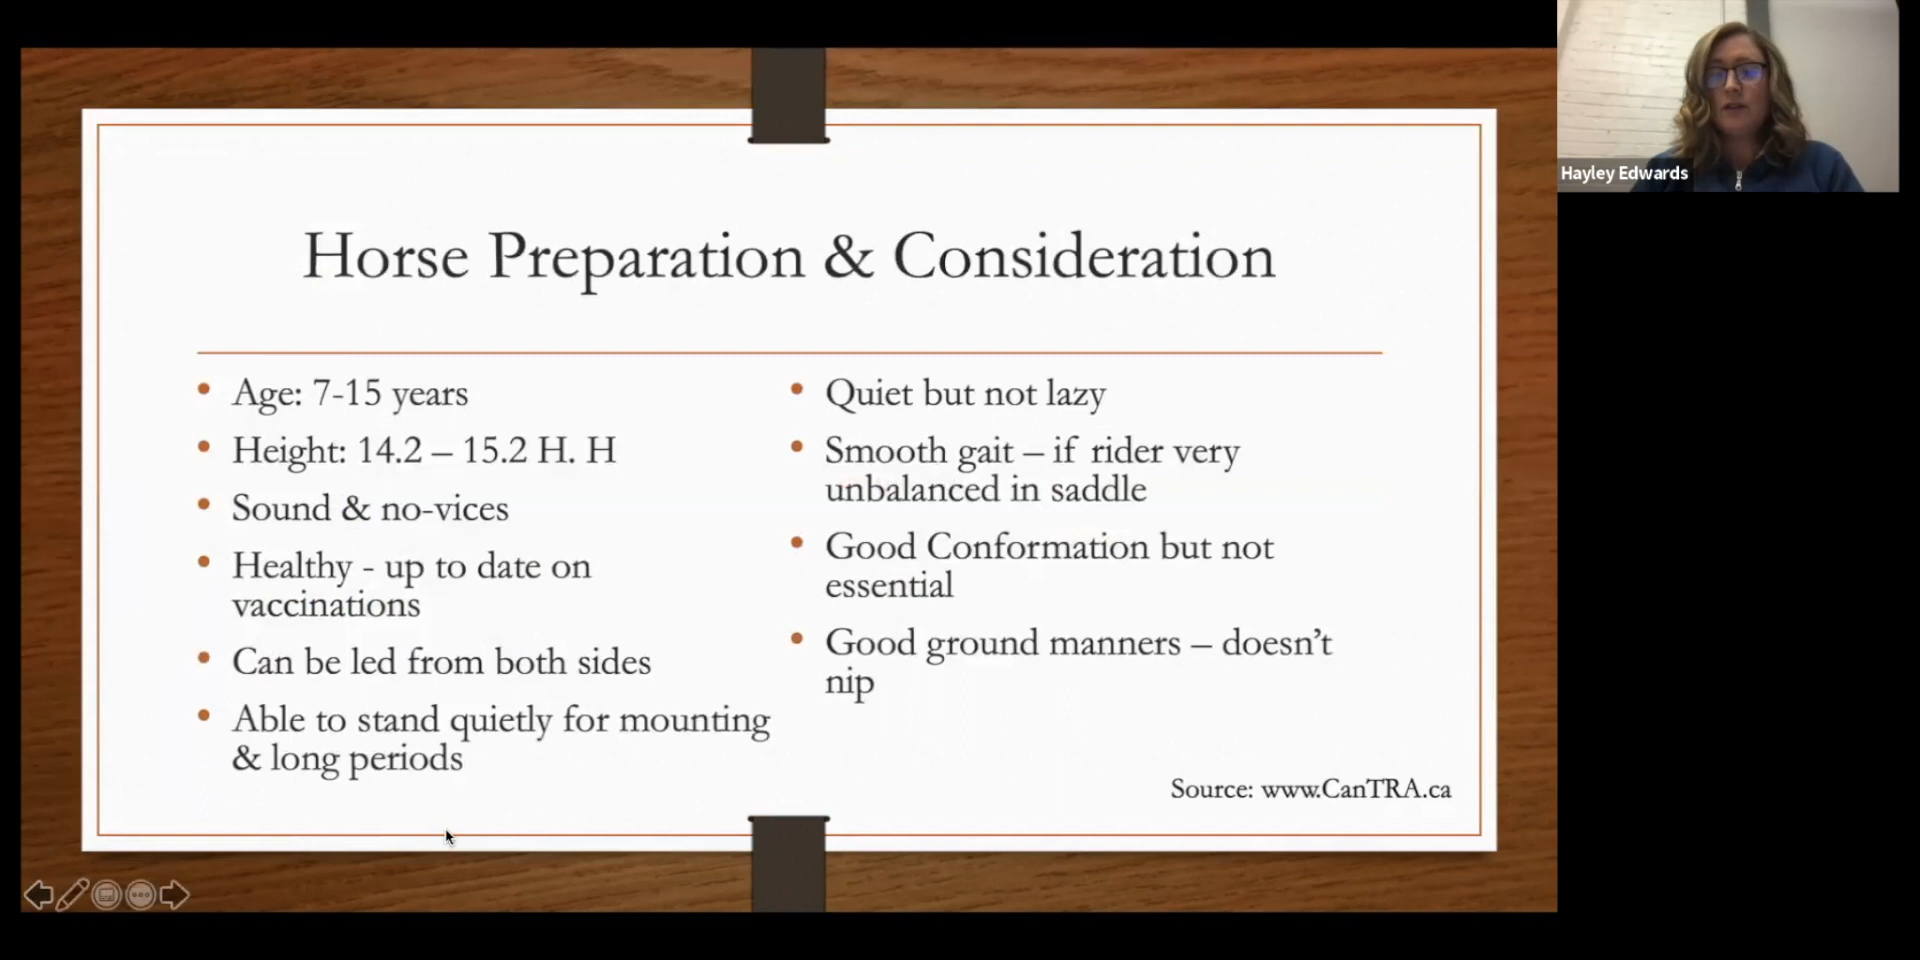 Horse Preparation & Consideration
Age: 7-15 years
Height: 14.2 – 15.2 H. H
Sound & no-vices
Healthy - up to date on
vaccinations
Can be led from both sides
Able to stand quietly for mounting
& long periods
Quiet but not lazy
Smooth gait – if rider very
unbalanced in saddle
Good Conformation but not
essential
Good ground manners – doesn’t
nip
Source: www.CanTRA.ca
Hayley Edwards